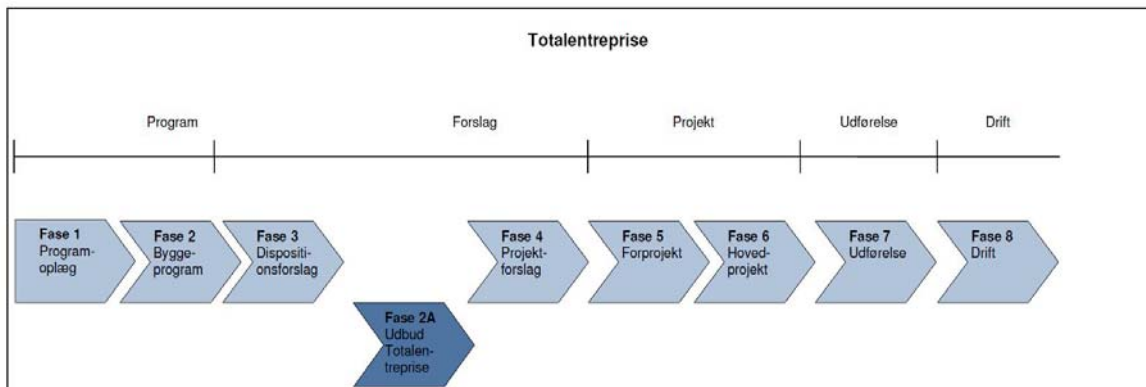 Totalentreprise
Program
Forslag
Projekt
Udførelse
Drift
Fase 1
Program-
oplæg
Fase 2
Bygge-
program
Fase 3
Dispositi-
onsforslag
Fase 2A
Udbud
Totalen-
treprise
Fase 4
Projekt-
forslag
Fase 5
Forprojekt
Fase 6
Hoved-
projekt
Fase 7
Udførelse
Fase 8
Drift